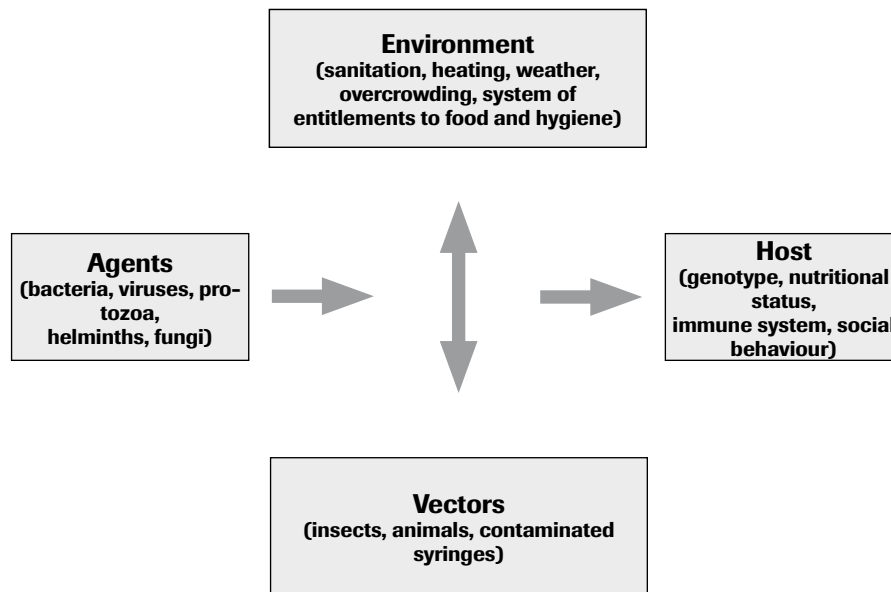 Environment
(sanitation, heating, weather,
overcrowding, system of
entitlements to food and hygiene)
Agents
(bacteria, viruses, pro-
tozoa,
helminths, fungi)
Host
(genotype, nutritional
status,
immune system, social
behaviour)
Vectors
(insects, animals, contaminated
syringes)